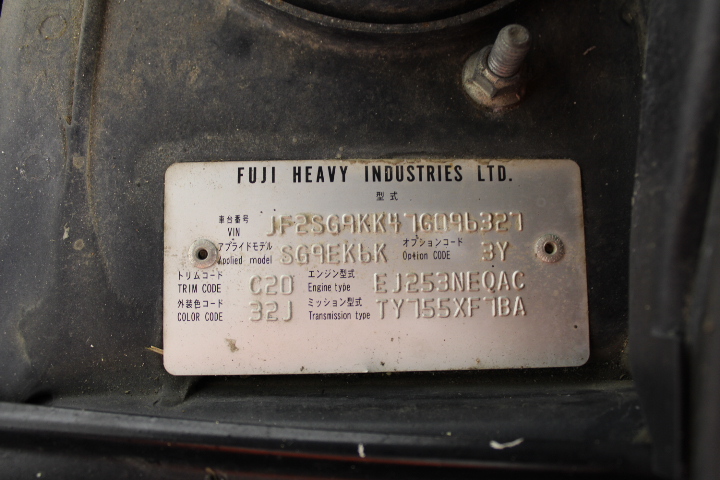 FUJI HEAVY INDUSTRIES LTD.
型式
車台番号 VIN JF2SG9KK47G096327
アプライドモデル Applied model SG9EK6K オプションコード Option CODE 3Y
トリムコード TRIM CODE C20 エンジン型式 Engine type EJ253NEQAC
外装色コード COLOR CODE 32J ミッション型式 Transmission type TY755XF7BA